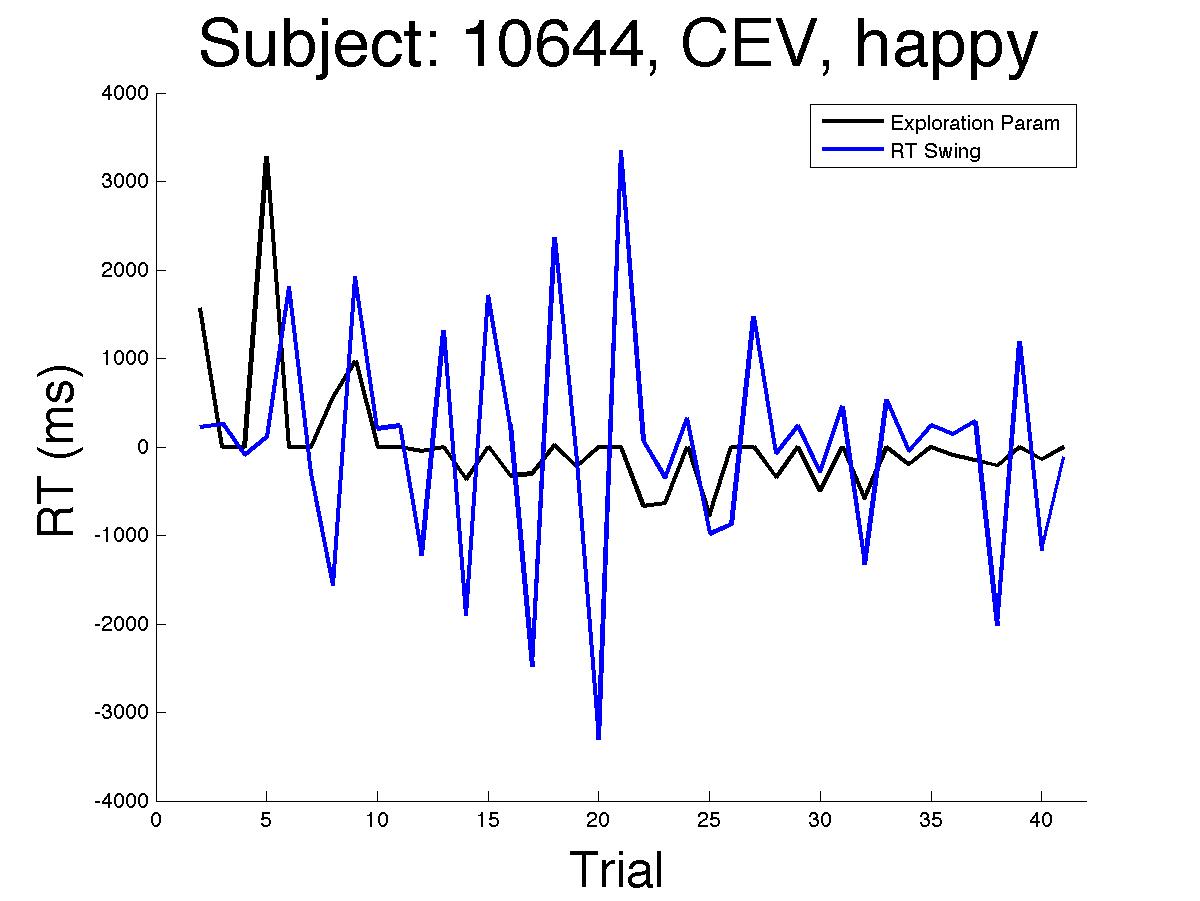 Subject: 10644, CEV, happy
4000
3000
2000
1000
0
-1000
-2000
-3000
-4000
RT (ms)
Exploration Param
RT Swing
0 5 10 15 20 25 30 35 40
Trial